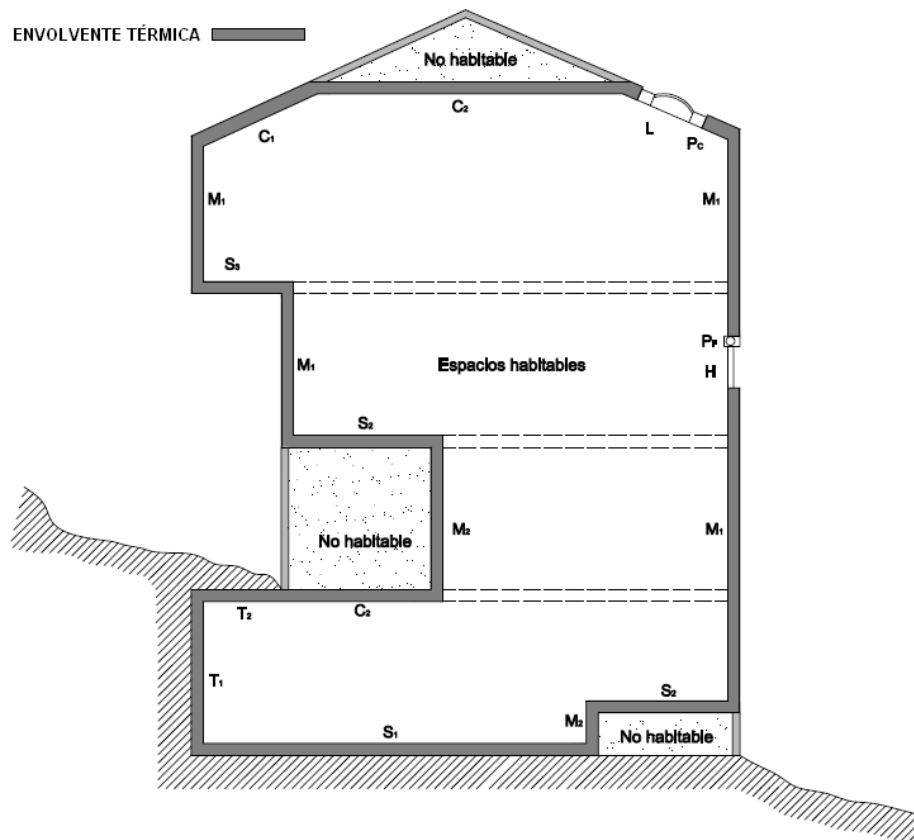 ENVOLVENTE TÉRMICA
No habitable
C₂
C₁
L
Pc
M₁
M₁
S₃
PF
M₁
Espacios habitables
H
S₂
M₂
M₁
No habitable
T₂
C₂
T₁
S₂
M₂
S₁
No habitable